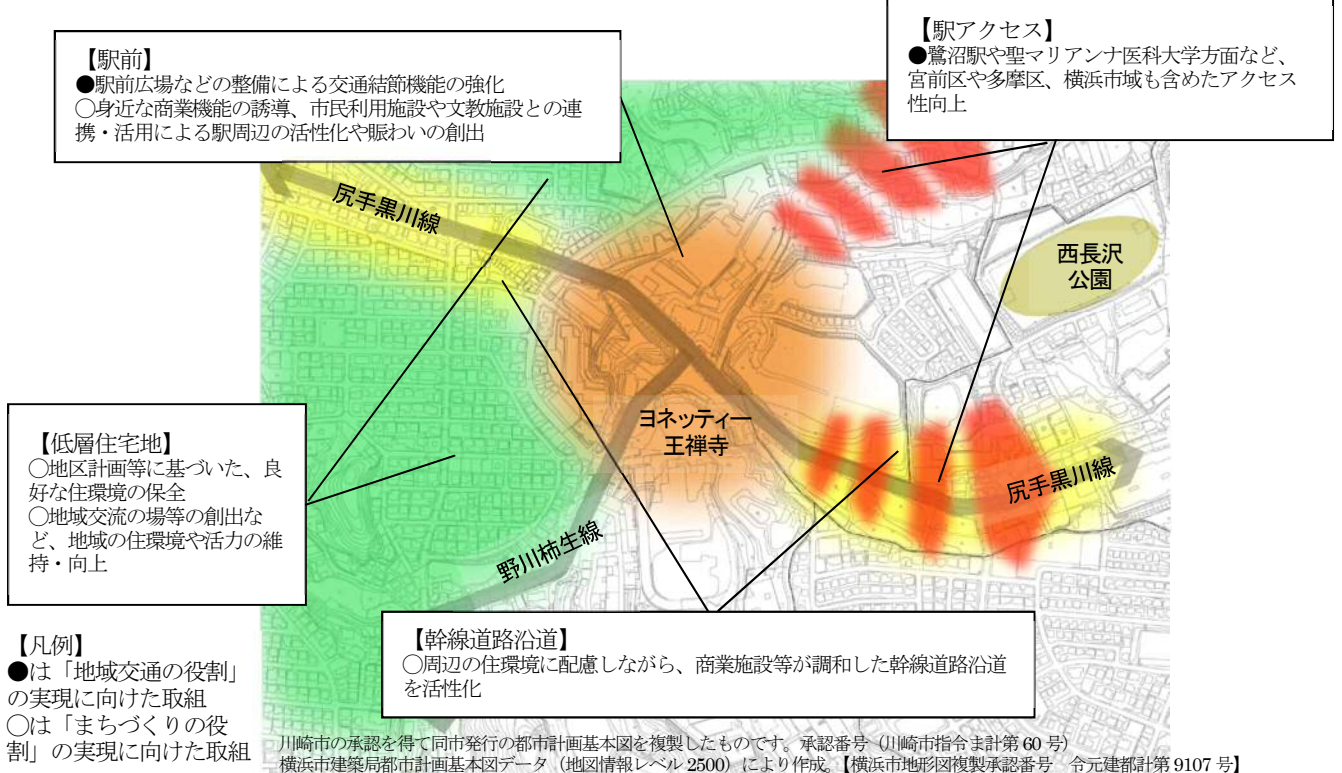 【駅前】
●駅前広場などの整備による交通結節機能の強化
○身近な商業機能の誘導、市民利用施設や文教施設との連
携・活用による駅周辺の活性化や賑わいの創出
【駅アクセス】
●鷺沼駅や聖マリアンナ医科大学方面など、
宮前区や多摩区、横浜市域も含めたアクセス
性向上
尻手黒川線
西長沢
公園
ヨネッティー
王禅寺
尻手黒川線
野川柿生線
【低層住宅地】
○地区計画等に基づいた、良
好な住環境の保全
○地域交流の場等の創出な
ど、地域の住環境や活力の維
持・向上
【幹線道路沿道】
○周辺の住環境に配慮しながら、商業施設等が調和した幹線道路沿道
を活性化
【凡例】
●は「地域交通の役割」
の実現に向けた取組
○は「まちづくりの役
割」の実現に向けた取組
川崎市の承認を得て同市発行の都市計画基本図を複製したものです。承認番号（川崎市指令ま計第 60 号）
横浜市建築局都市計画基本図データ（地図情報レベル 2500）により作成。【横浜市地形図複製承認番号　令元建都計第 9107 号】